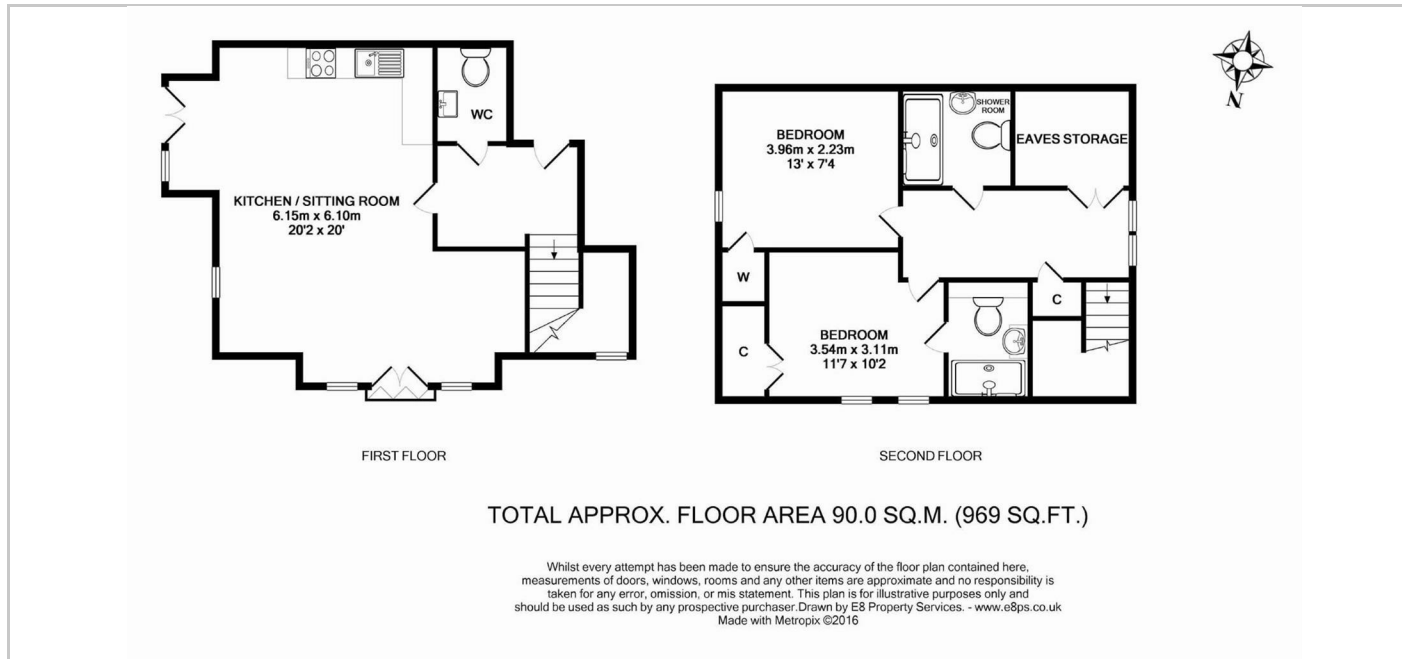 N
WC
KITCHEN / SITTING ROOM
6.15m x 6.10m
20'2 x 20'
FIRST FLOOR
BEDROOM
3.96m x 2.23m
13' x 7'4
SHOWER
ROOM
EAVES STORAGE
W
C
BEDROOM
3.54m x 3.11m
11'7 x 10'2
C
SECOND FLOOR
TOTAL APPROX. FLOOR AREA 90.0 SQ.M. (969 SQ.FT.)
Whilst every attempt has been made to ensure the accuracy of the floor plan contained here,
measurements of doors, windows, rooms and any other items are approximate and no responsibility is
taken for any error, omission, or mis statement. This plan is for illustrative purposes only and
should be used as such by any prospective purchaser.Drawn by E8 Property Services. - www.e8ps.co.uk
Made with Metropix ©2016